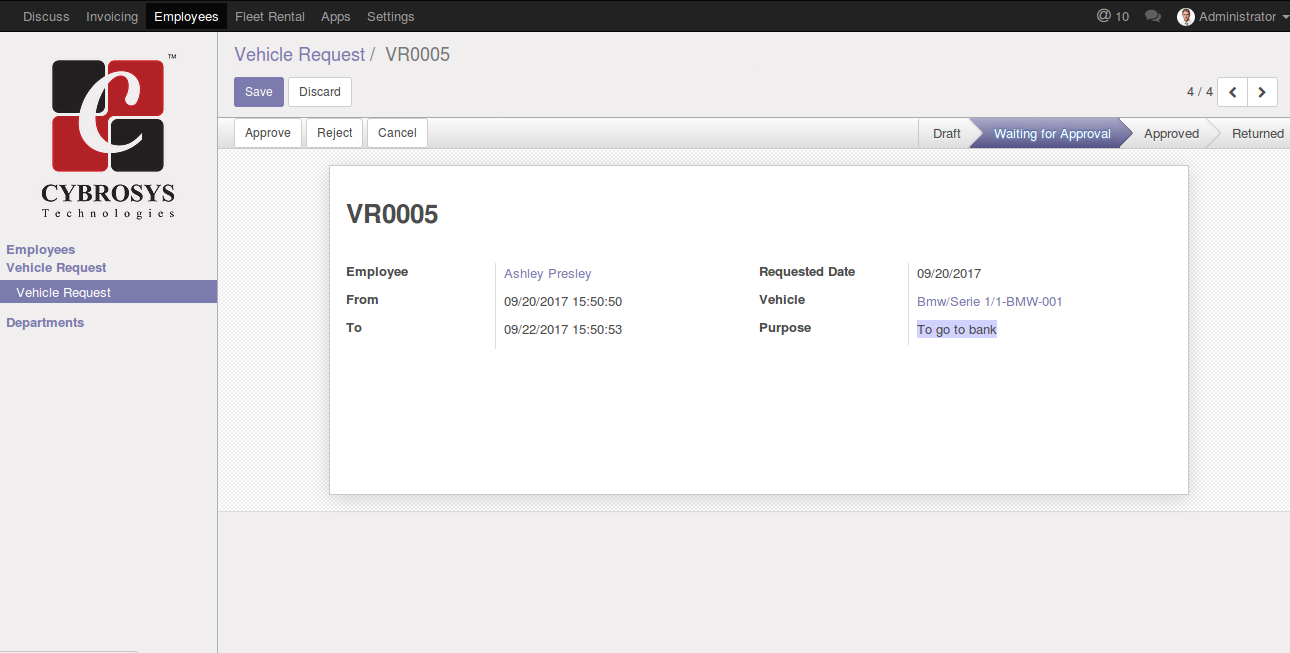 Discuss Invoicing Employees Fleet Rental Apps Settings @ 10 Administrator
TM
CYBROSYS
Technologies
Employees
Vehicle Request
Vehicle Request
Departments
Vehicle Request / VR0005
Save Discard 4 / 4
Approve Reject Cancel Draft Waiting for Approval Approved Returned
VR0005
Employee Ashley Presley Requested Date 09/20/2017
From 09/20/2017 15:50:50 Vehicle Bmw/Serie 1/1-BMW-001
To 09/22/2017 15:50:53 Purpose To go to bank